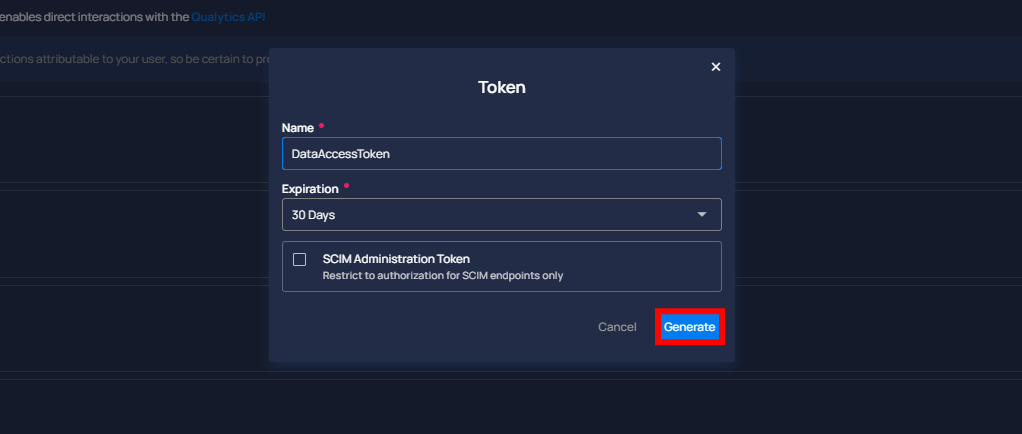 enables direct interactions with the Qualytics API
ctions attributable to your user, so be certain to pr
Token
Name *
DataAccessToken
Expiration *
30 Days
SCIM Administration Token
Restrict to authorization for SCIM endpoints only
Cancel Generate